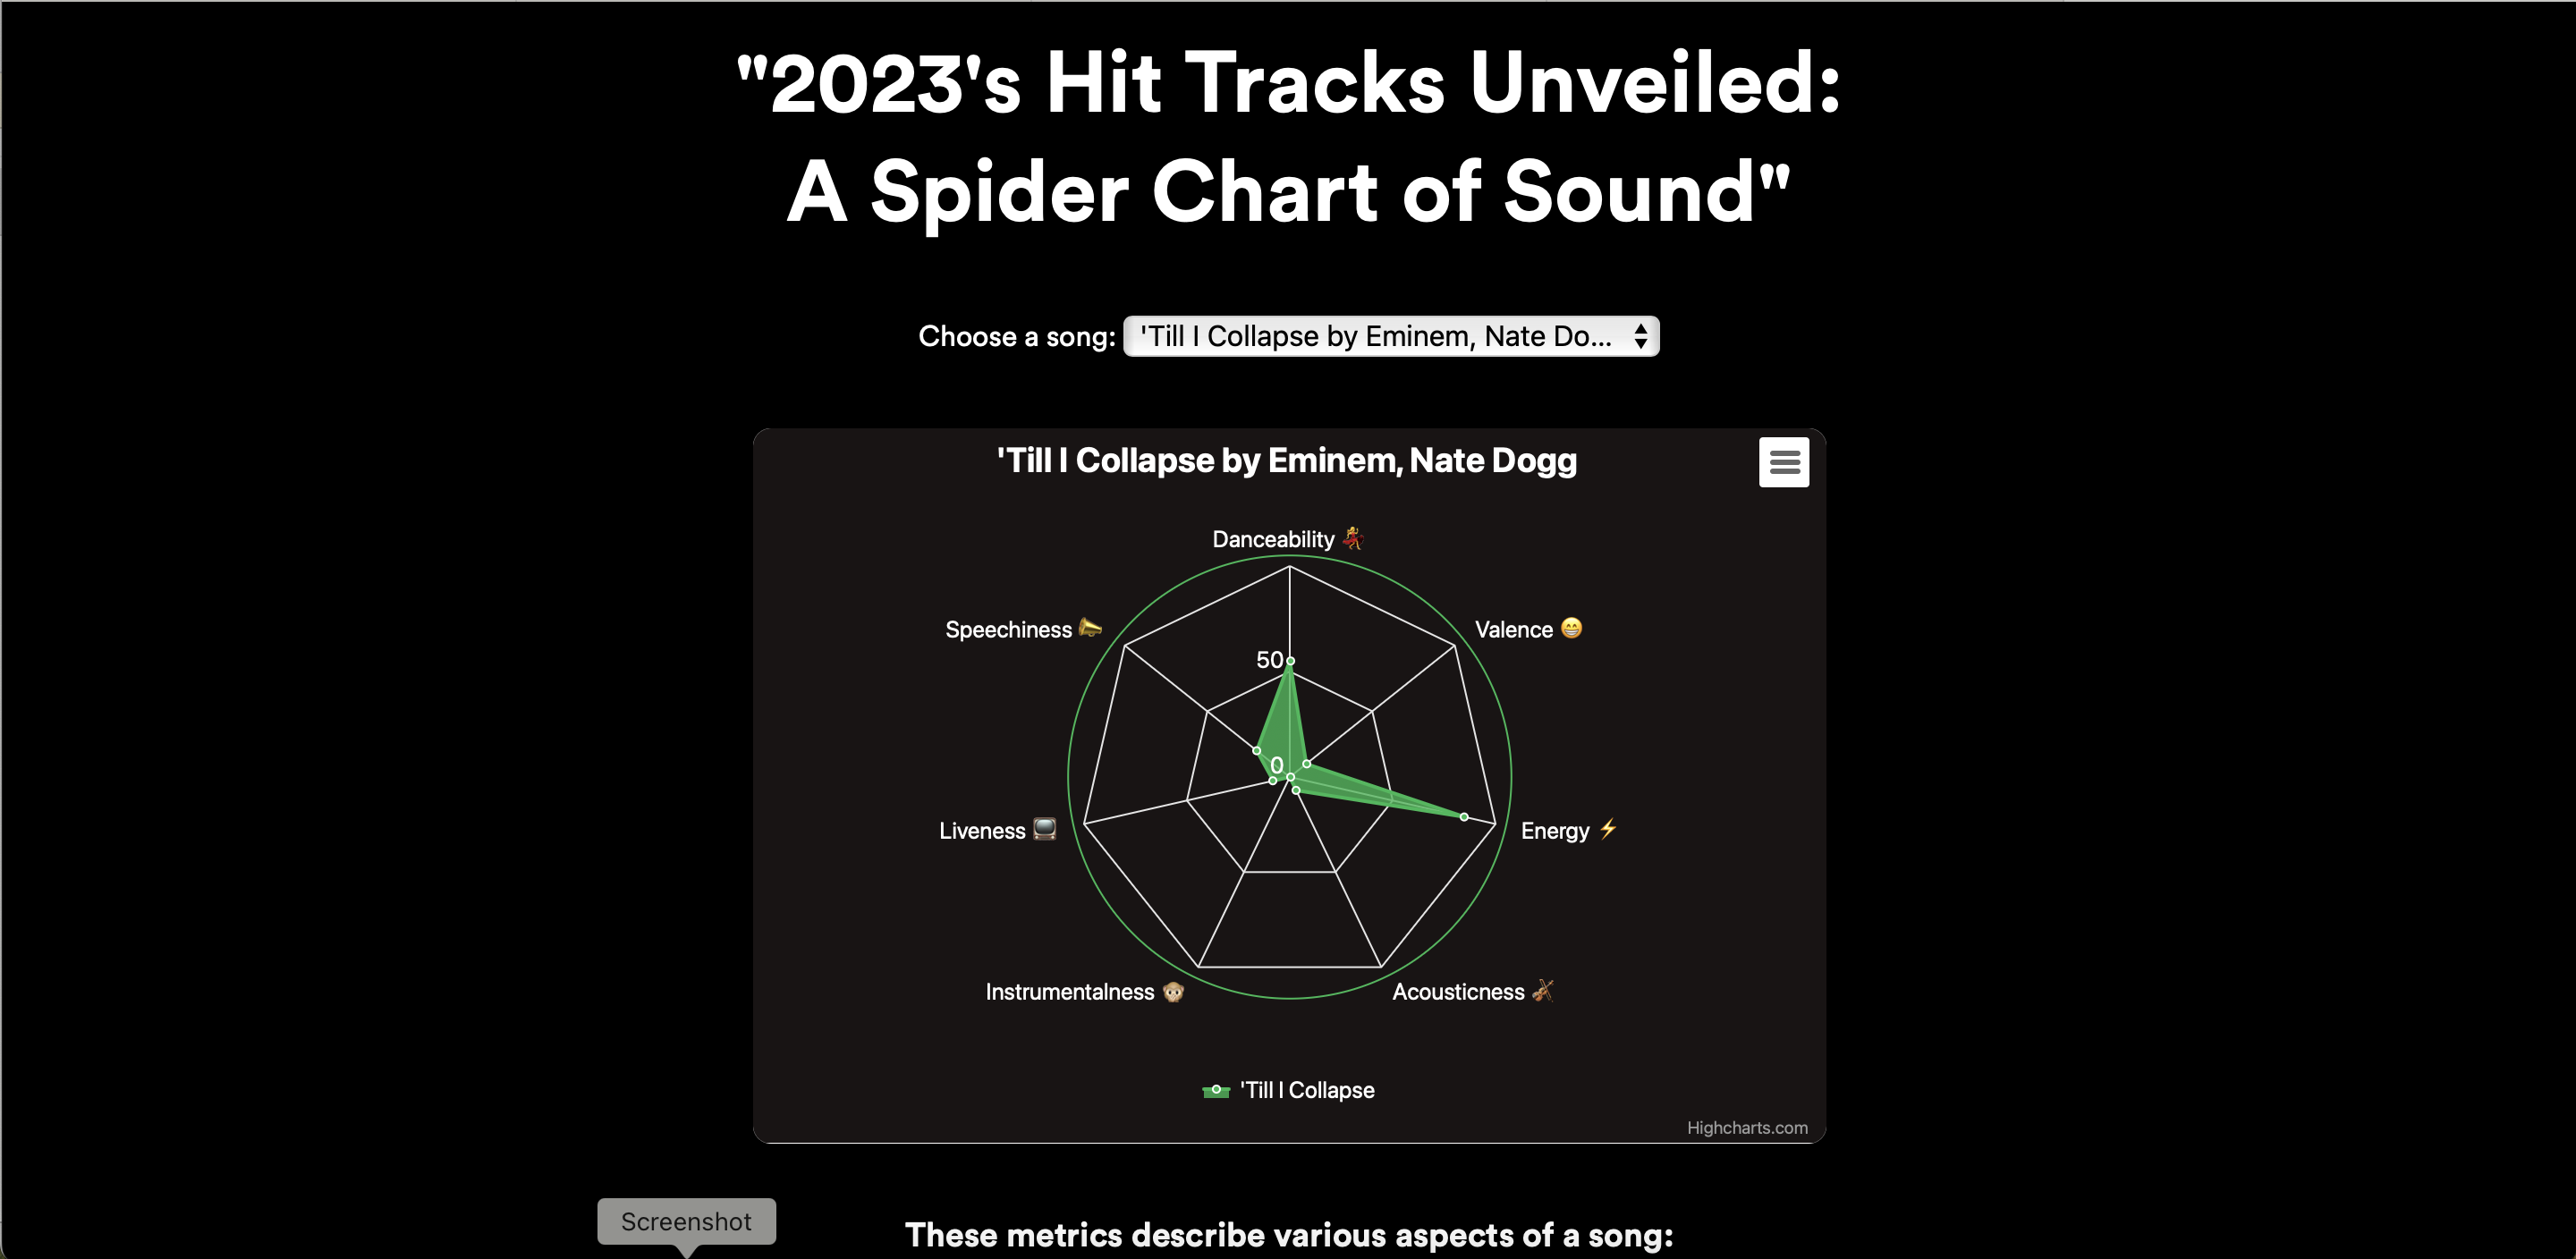 "2023's Hit Tracks Unveiled:
A Spider Chart of Sound"
Choose a song: 'Till I Collapse by Eminem, Nate Do...
'Till I Collapse by Eminem, Nate Dogg
Danceability 💃
Speechiness 📣
Valence 😁
50
0
Liveness 📺
Energy ⚡
Instrumentalness 🐵
Acousticness 🎻
'Till I Collapse
Highcharts.com
Screenshot
These metrics describe various aspects of a song: